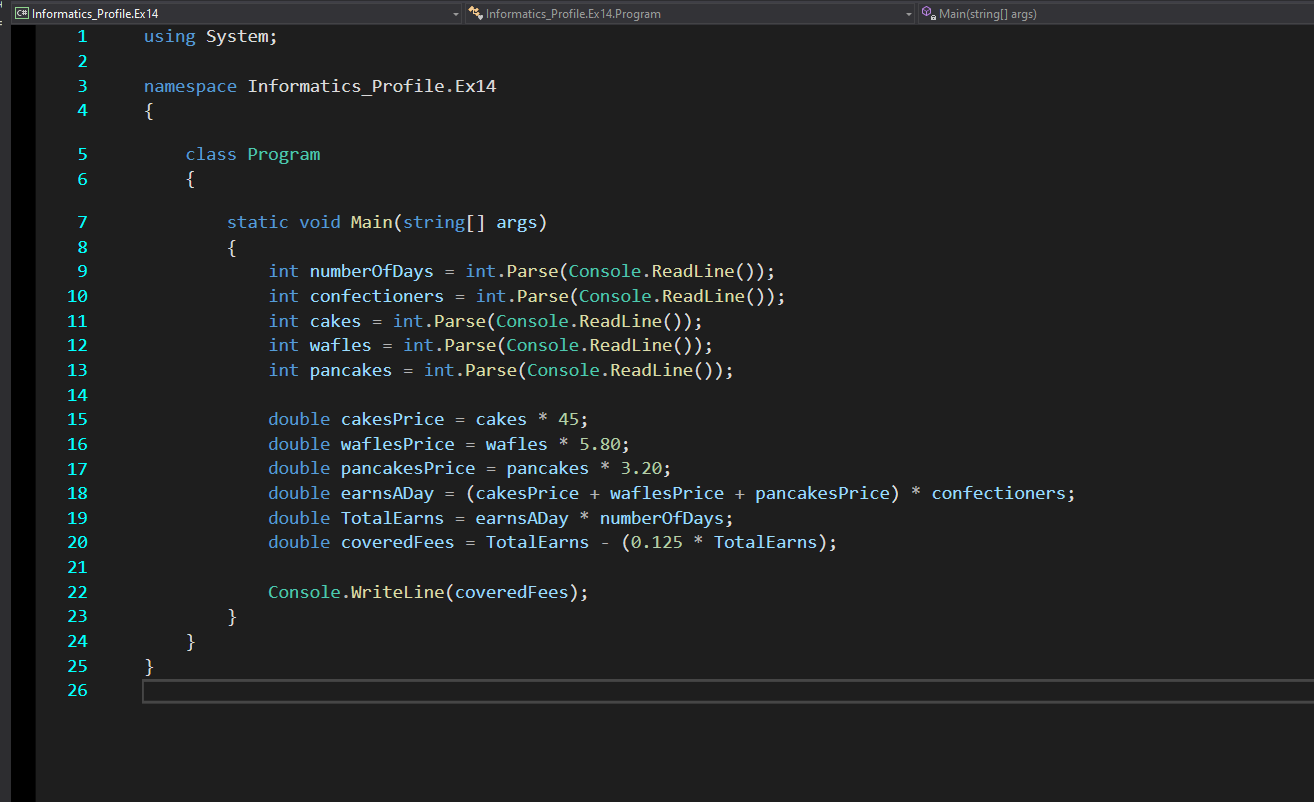 C# Informatics_Profile.Ex14 Informatics_Profile.Ex14.Program Main(string[] args)
1 using System;
2
3 namespace Informatics_Profile.Ex14
4 {
5 class Program
6 {
7 static void Main(string[] args)
8 {
9 int numberOfDays = int.Parse(Console.ReadLine());
10 int confectioners = int.Parse(Console.ReadLine());
11 int cakes = int.Parse(Console.ReadLine());
12 int wafles = int.Parse(Console.ReadLine());
13 int pancakes = int.Parse(Console.ReadLine());
14
15 double cakesPrice = cakes * 45;
16 double waflesPrice = wafles * 5.80;
17 double pancakesPrice = pancakes * 3.20;
18 double earnsADay = (cakesPrice + waflesPrice + pancakesPrice) * confectioners;
19 double TotalEarns = earnsADay * numberOfDays;
20 double coveredFees = TotalEarns - (0.125 * TotalEarns);
21
22 Console.WriteLine(coveredFees);
23 }
24 }
25 }
26